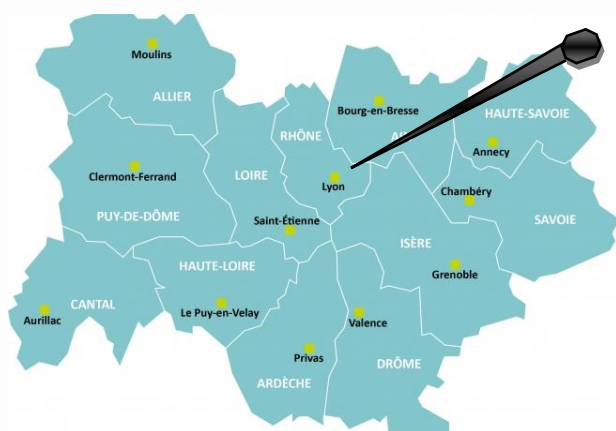 Moulins
ALLIER
Bourg-en-Bresse
HAUTE-SAVOIE
RHÔNE
Annecy
Clermont-Ferrand
LOIRE
Lyon
Chambéry
PUY-DE-DÔME
Saint-Étienne
SAVOIE
ISÈRE
HAUTE-LOIRE
Grenoble
CANTAL
Aurillac
Le Puy-en-Velay
Valence
Privas
DRÔME
ARDÈCHE